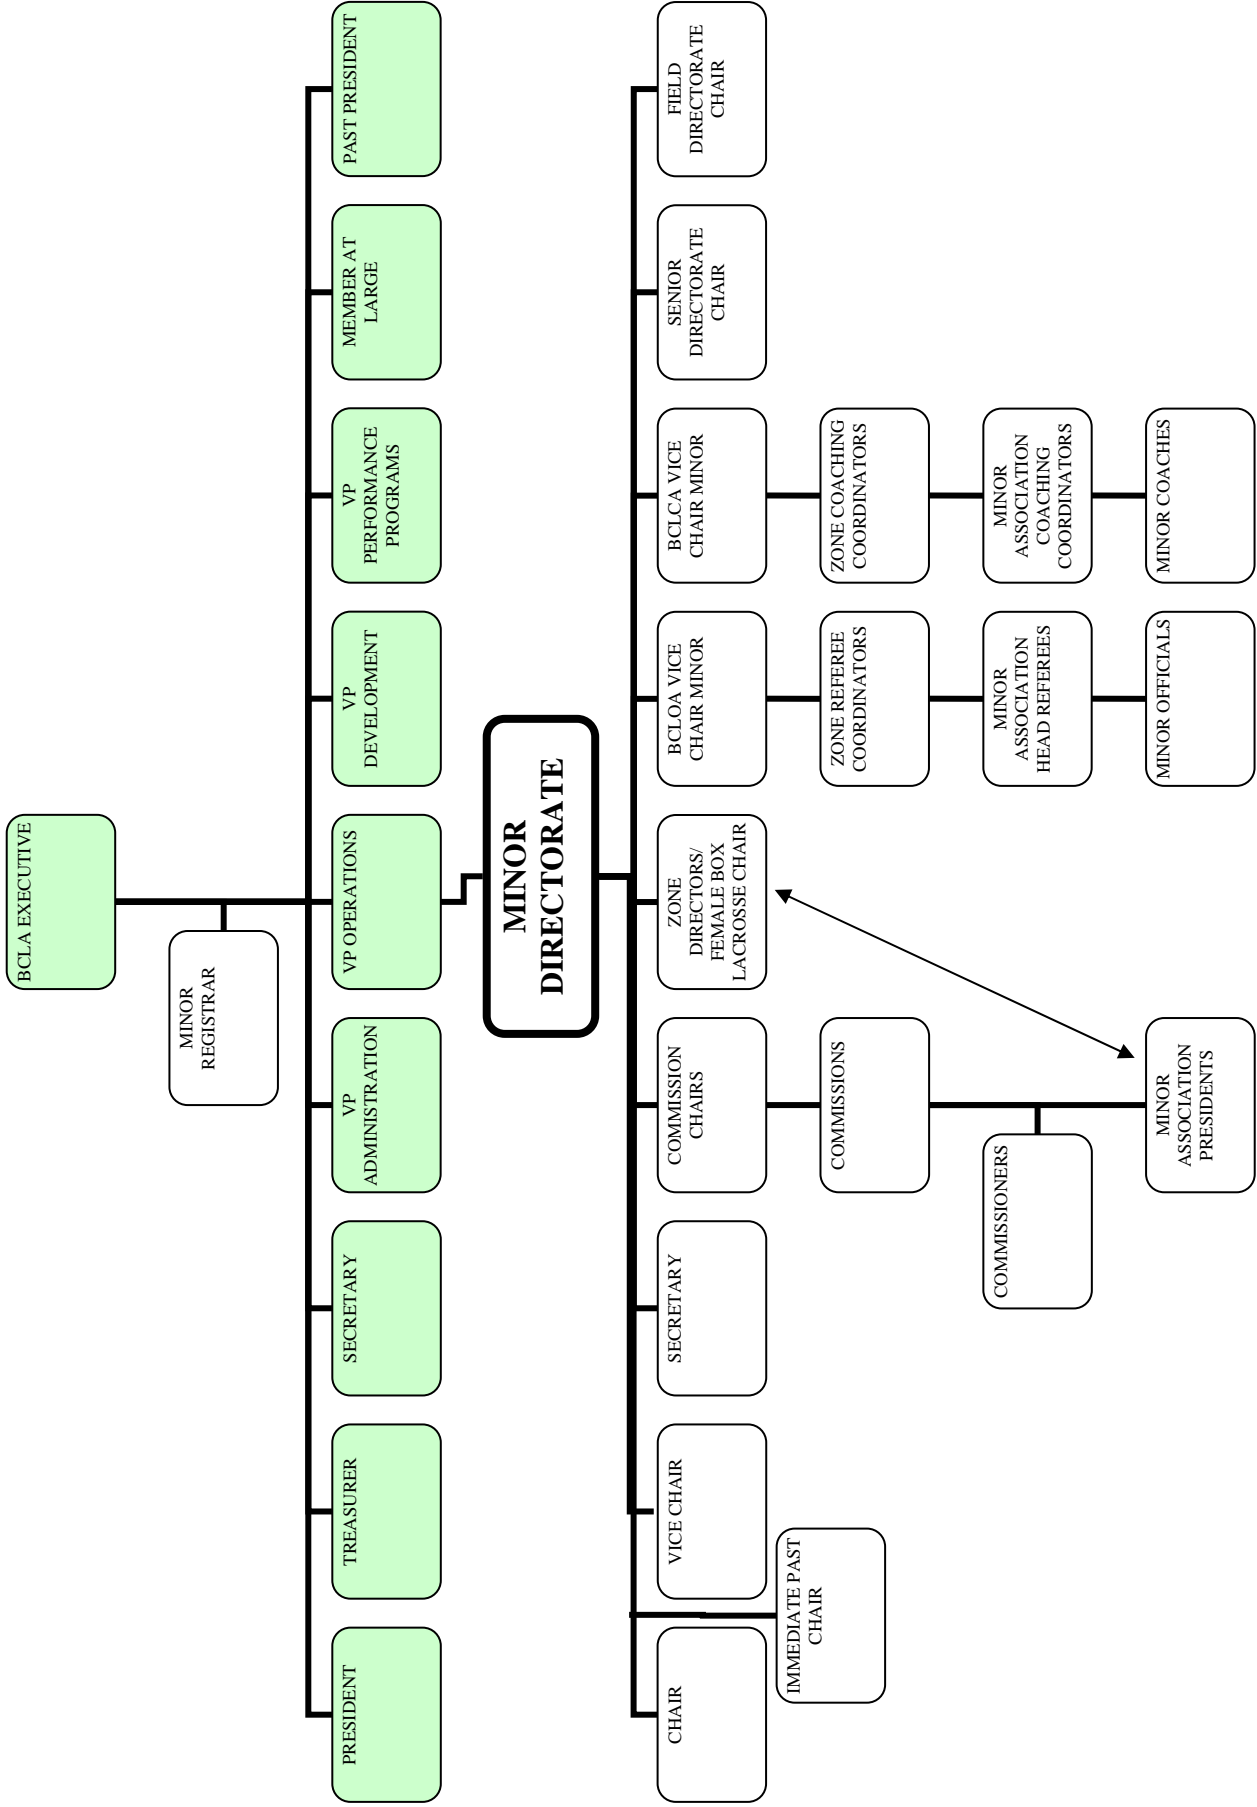 BCLA EXECUTIVE
MINOR
REGISTRAR
PRESIDENT
TREASURER
SECRETARY
VP
ADMINISTRATION
VP OPERATIONS
VP
DEVELOPMENT
VP
PERFORMANCE
PROGRAMS
MEMBER AT
LARGE
PAST PRESIDENT
MINOR
DIRECTORATE
CHAIR
IMMEDIATE PAST
CHAIR
VICE CHAIR
SECRETARY
COMMISSION
CHAIRS
ZONE
DIRECTORS/
FEMALE BOX
LACROSSE CHAIR
BCLOA VICE
CHAIR MINOR
BCLCA VICE
CHAIR MINOR
SENIOR
DIRECTORATE
CHAIR
FIELD
DIRECTORATE
CHAIR
COMMISSIONS
ZONE REFEREE
COORDINATORS
ZONE COACHING
COORDINATORS
COMMISSIONERS
MINOR
ASSOCIATION
HEAD REFEREES
MINOR
ASSOCIATION
COACHING
COORDINATORS
MINOR
ASSOCIATION
PRESIDENTS
MINOR OFFICIALS
MINOR COACHES